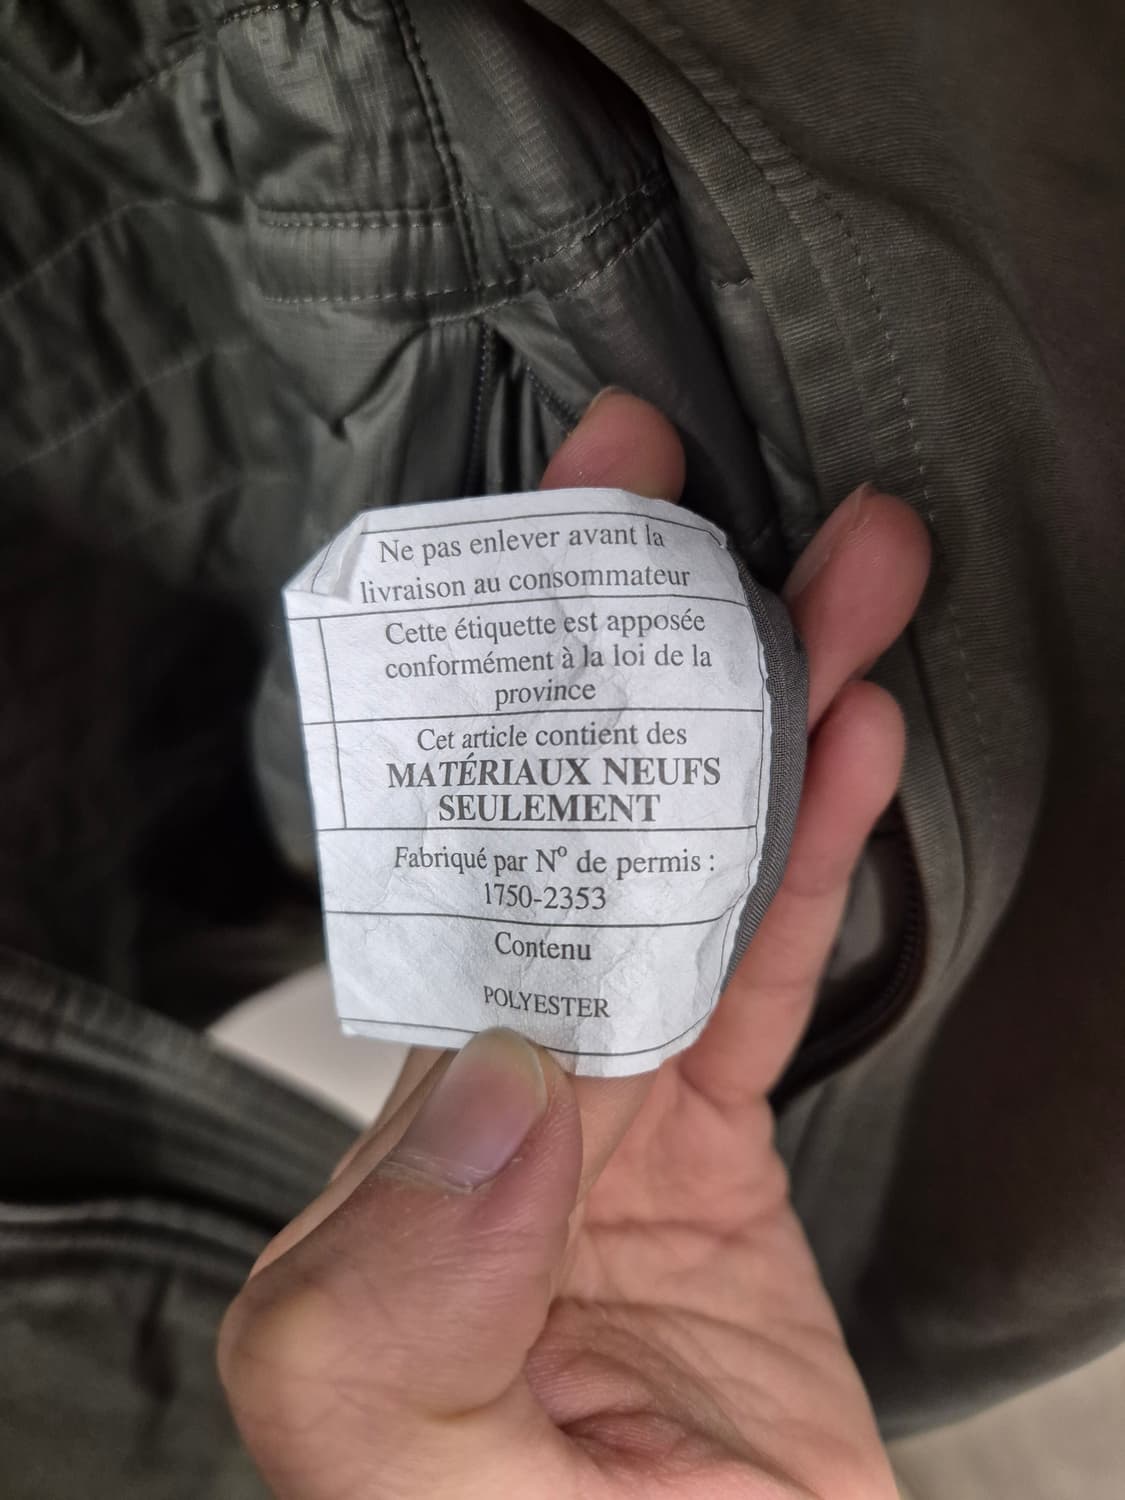 Ne pas enlever avant la
livraison au consommateur
Cette étiquette est apposée
conformément à la loi de la
province
Cet article contient des
MATÉRIAUX NEUFS
SEULEMENT
Fabriqué par Nº de permis :
1750-2353
Contenu
POLYESTER